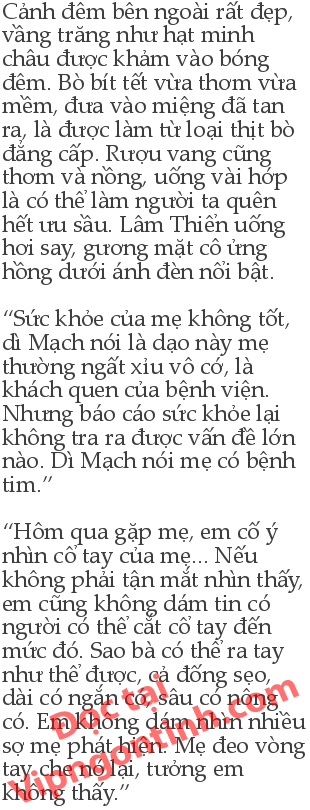 Cảnh đêm bên ngoài rất đẹp,
vầng trăng như hạt minh
châu được khảm vào bóng
đêm. Bò bít tết vừa thơm vừa
mềm, đưa vào miệng đã tan
ra, là được làm từ loại thịt bò
đẳng cấp. Rượu vang cũng
thơm và nồng, uống vài hớp
là có thể làm người ta quên
hết ưu sầu. Lâm Thiển uống
hơi say, gương mặt cô ửng
hồng dưới ánh đèn nổi bật.
“Sức khỏe của mẹ không tốt,
dì Mạch nói là dạo này mẹ
thường ngất xỉu vô cớ, là
khách quen của bệnh viện.
Nhưng báo cáo sức khỏe lại
không tra ra được vấn đề lớn
nào. Dì Mạch nói mẹ có bệnh
tim.”
“Hôm qua gặp mẹ, em cố ý
nhìn cổ tay của mẹ... Nếu
không phải tận mắt nhìn thấy,
em cũng không dám tin có
người có thể cắt cổ tay đến
mức đó. Sao bà có thể ra tay
như thể được, cả đống sẹo,
dài có ngắn có, sâu có nông
có. Em không dám nhìn nhiều
sợ mẹ phát hiện. Mẹ đeo vòng
tay che nó lại, tưởng em
không thấy.”
Đọc tại
Vipngontinh.com